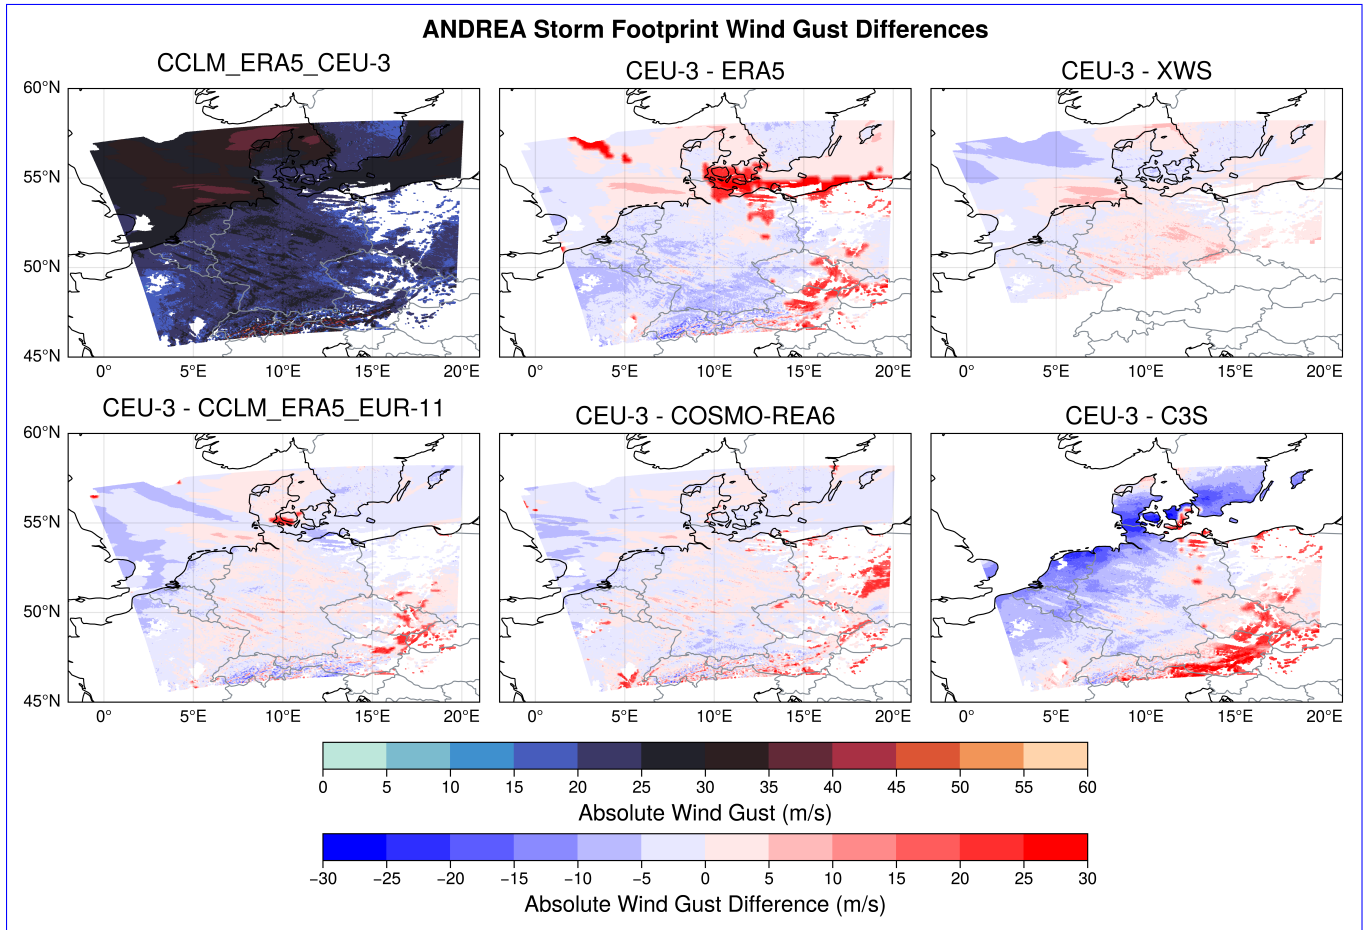 ANDREA Storm Footprint Wind Gust Differences
CCLM_ERA5_CEU-3
CEU-3 - ERA5
CEU-3 - XWS
60°N
55°N
50°N
45°N
0° 5°E 10°E 15°E 20°E
0° 5°E 10°E 15°E 20°E
0° 5°E 10°E 15°E 20°E
CEU-3 - CCLM_ERA5_EUR-11
CEU-3 - COSMO-REA6
CEU-3 - C3S
60°N
55°N
50°N
45°N
0° 5°E 10°E 15°E 20°E
0° 5°E 10°E 15°E 20°E
0° 5°E 10°E 15°E 20°E
0 5 10 15 20 25 30 35 40 45 50 55 60
Absolute Wind Gust (m/s)
−30 −25 −20 −15 −10 −5 0 5 10 15 20 25 30
Absolute Wind Gust Difference (m/s)